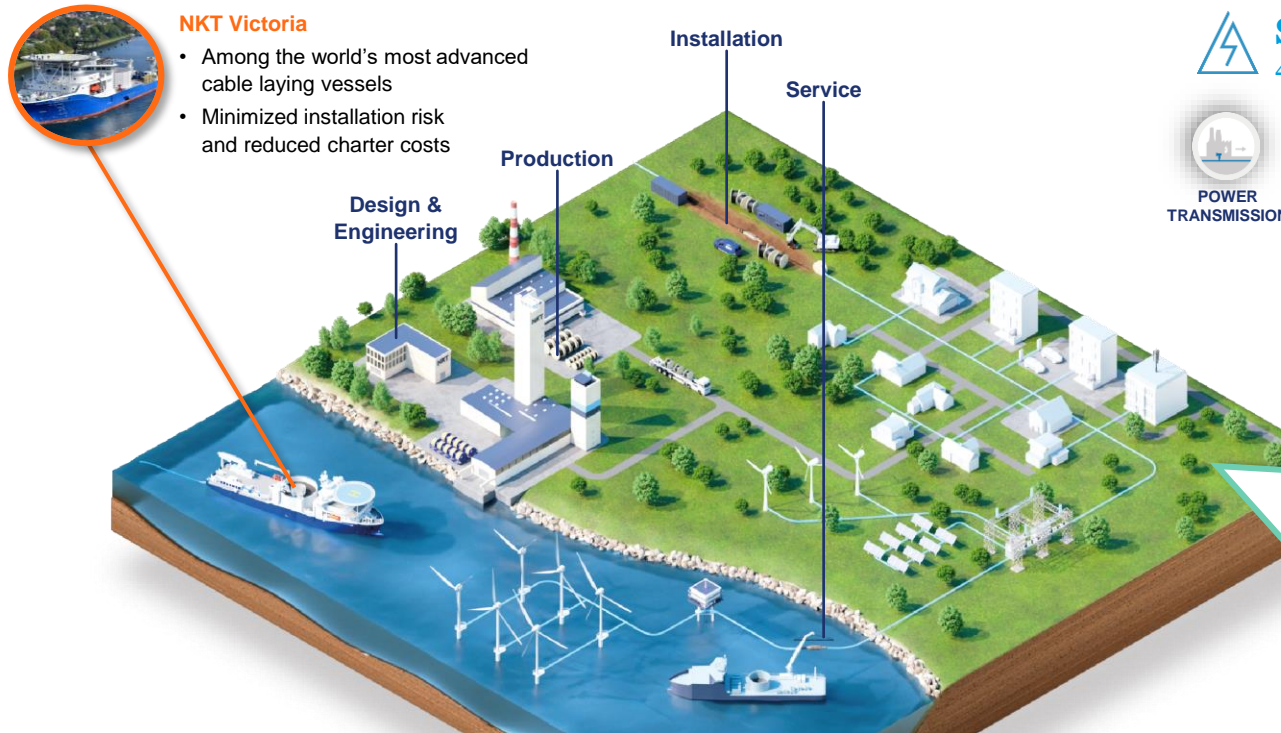 NKT Victoria
• Among the world's most advanced
cable laying vessels
• Minimized installation risk
and reduced charter costs
Installation
Service
Production
Design &
Engineering
POWER
TRANSMISSION